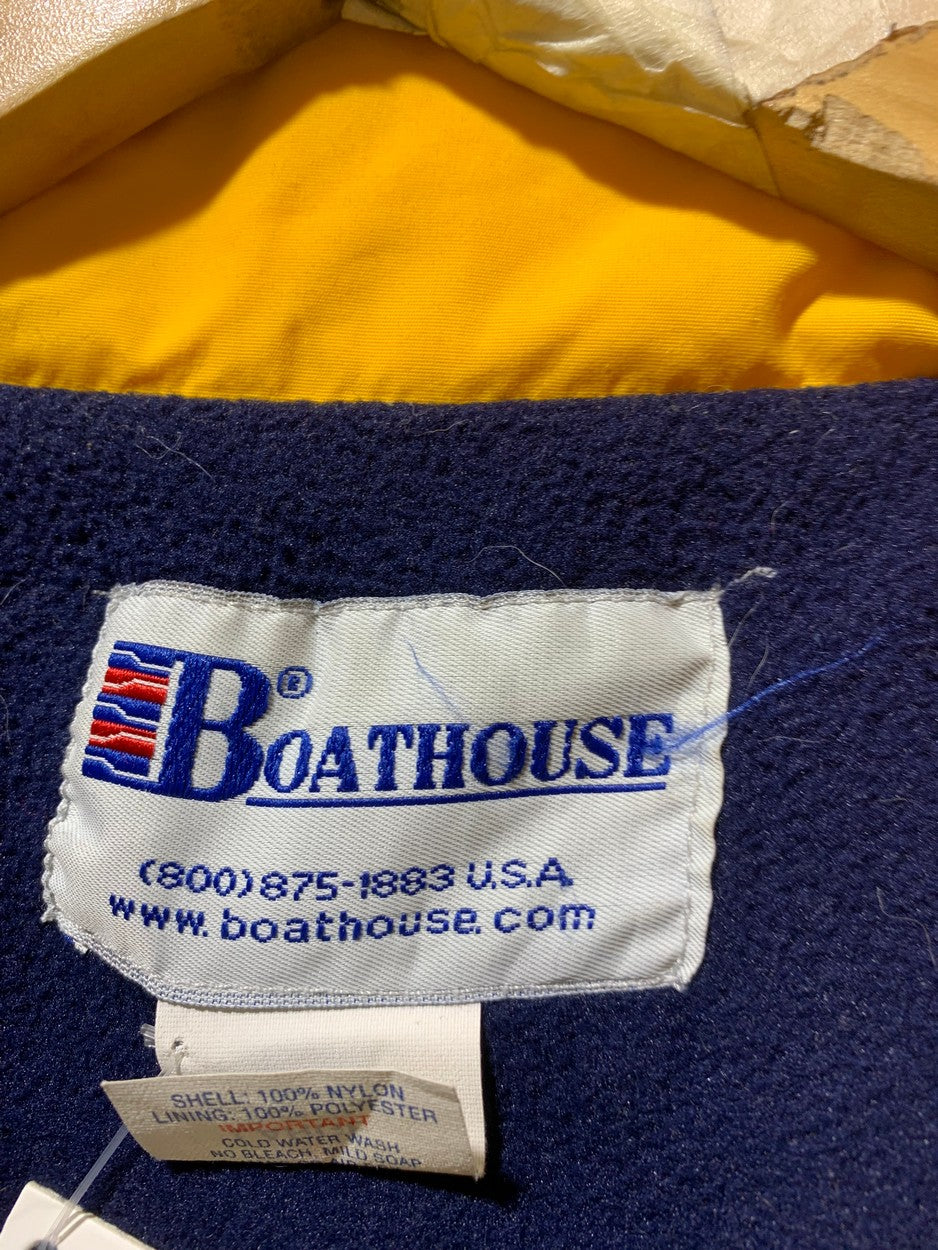 B® BOATHOUSE
(800) 875-1883 U.S.A.
www.boathouse.com
SHELL: 100% NYLON
LINING: 100% POLYESTER
IMPORTANT
COLD WATER WASH
NO BLEACH, MILD SOAP